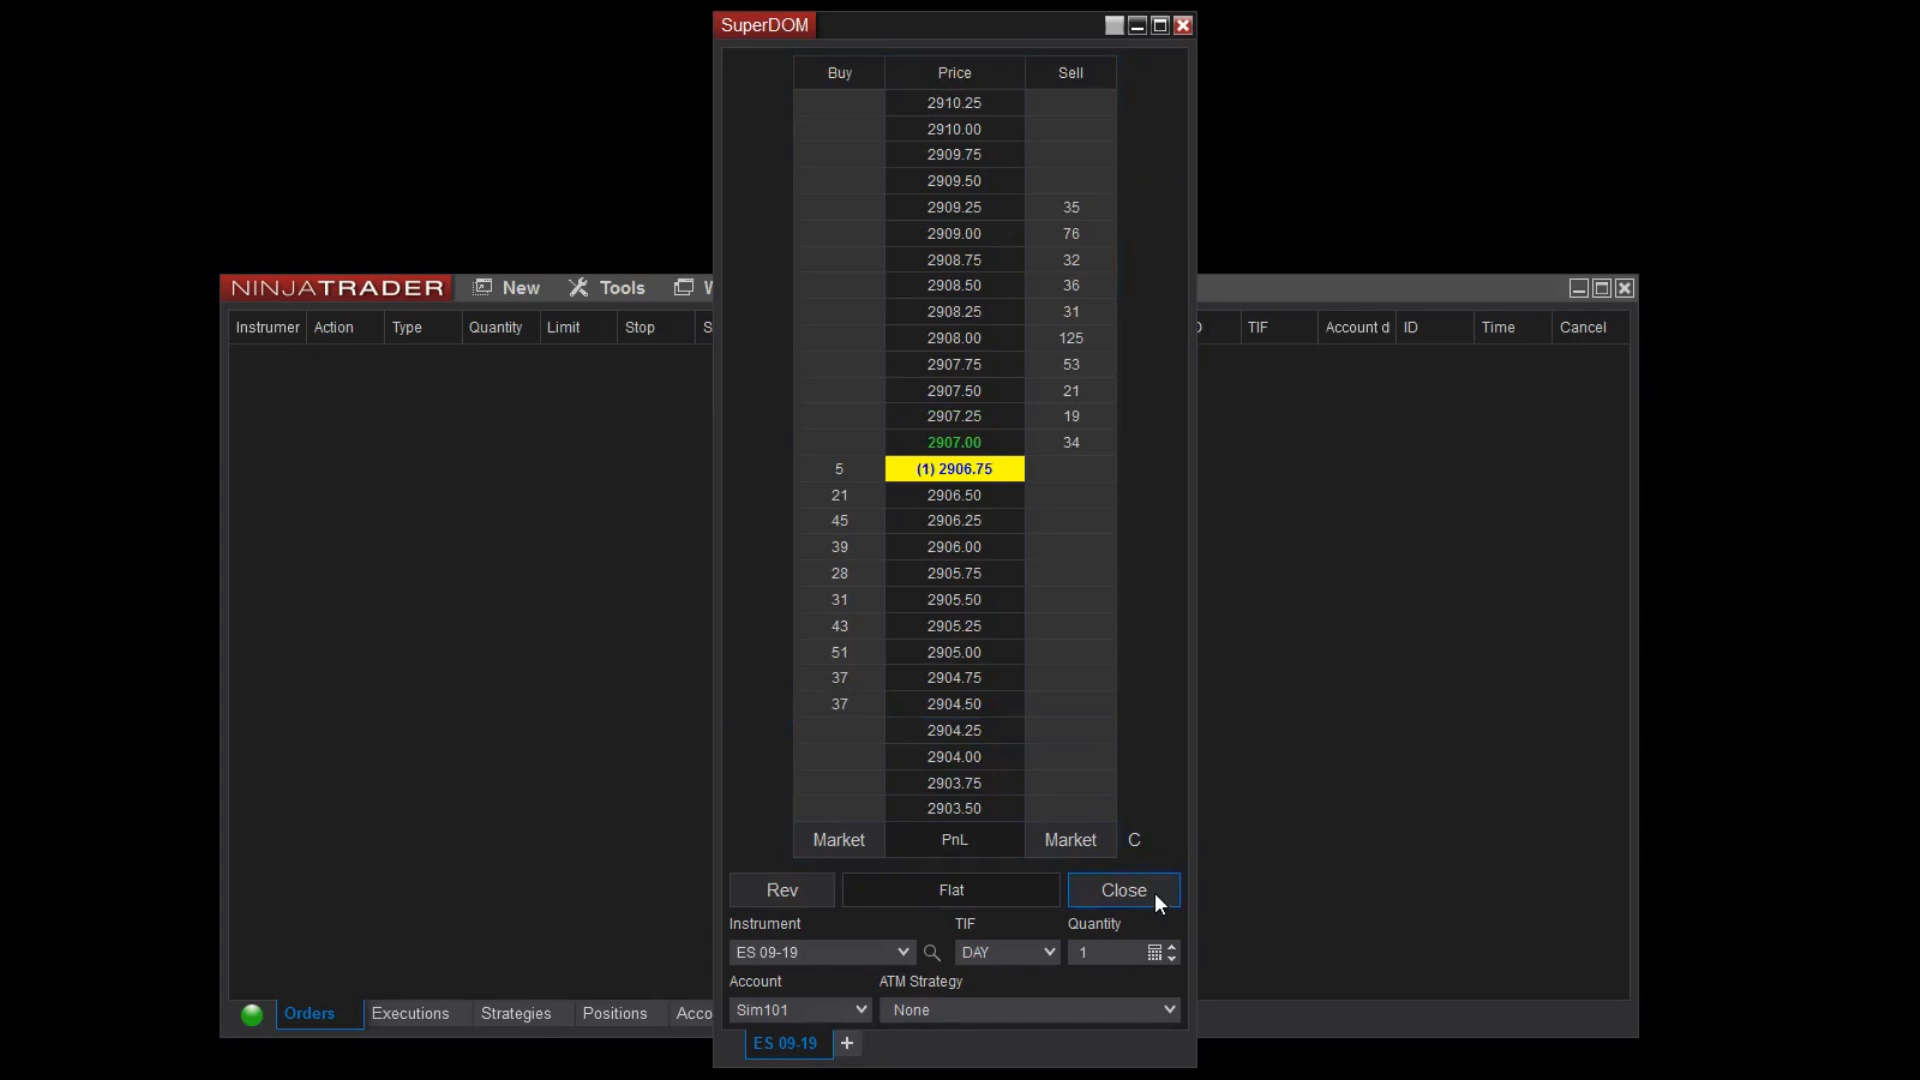 SuperDOM
Buy Price Sell
2910.25
2910.00
2909.75
2909.50
2909.25 35
2909.00 76
2908.75 32
2908.50 36
2908.25 31
2908.00 125
2907.75 53
2907.50 21
2907.25 19
2907.00 34
5 (1) 2906.75
21 2906.50
45 2906.25
39 2906.00
28 2905.75
31 2905.50
43 2905.25
51 2905.00
37 2904.75
37 2904.50
2904.25
2904.00
2903.75
2903.50
Market PnL Market C
Rev Flat Close
Instrument TIF Quantity
ES 09-19 DAY 1
Account ATM Strategy
Sim101 None
ES 09-19 +
NINJATRADER New Tools W
Instrumer Action Type Quantity Limit Stop S TIF Account d ID Time Cancel
Orders Executions Strategies Positions Acco